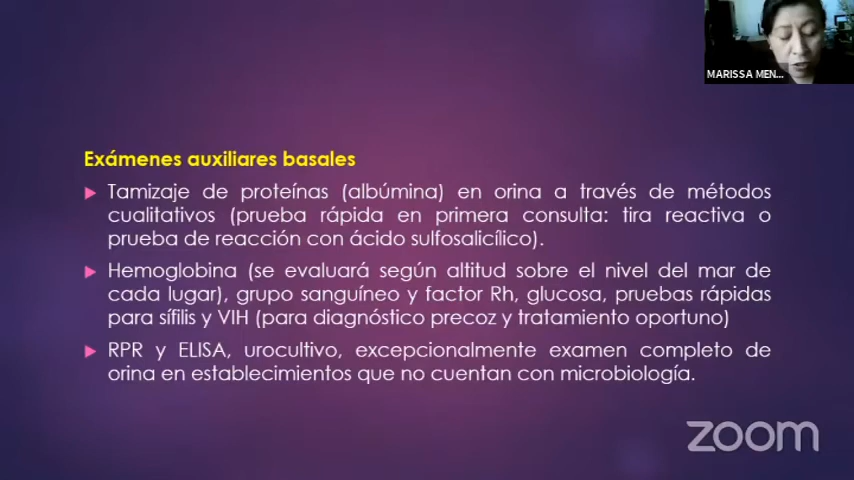 MARISSA MEN...
Exámenes auxiliares basales
Tamizaje de proteínas (albúmina) en orina a través de métodos
cualitativos (prueba rápida en primera consulta: tira reactiva o
prueba de reacción con ácido sulfosalicílico).
Hemoglobina (se evaluará según altitud sobre el nivel del mar de
cada lugar), grupo sanguíneo y factor Rh, glucosa, pruebas rápidas
para sífilis y VIH (para diagnóstico precoz y tratamiento oportuno)
RPR y ELISA, urocultivo, excepcionalmente examen completo de
orina en establecimientos que no cuentan con microbiología.
zoom